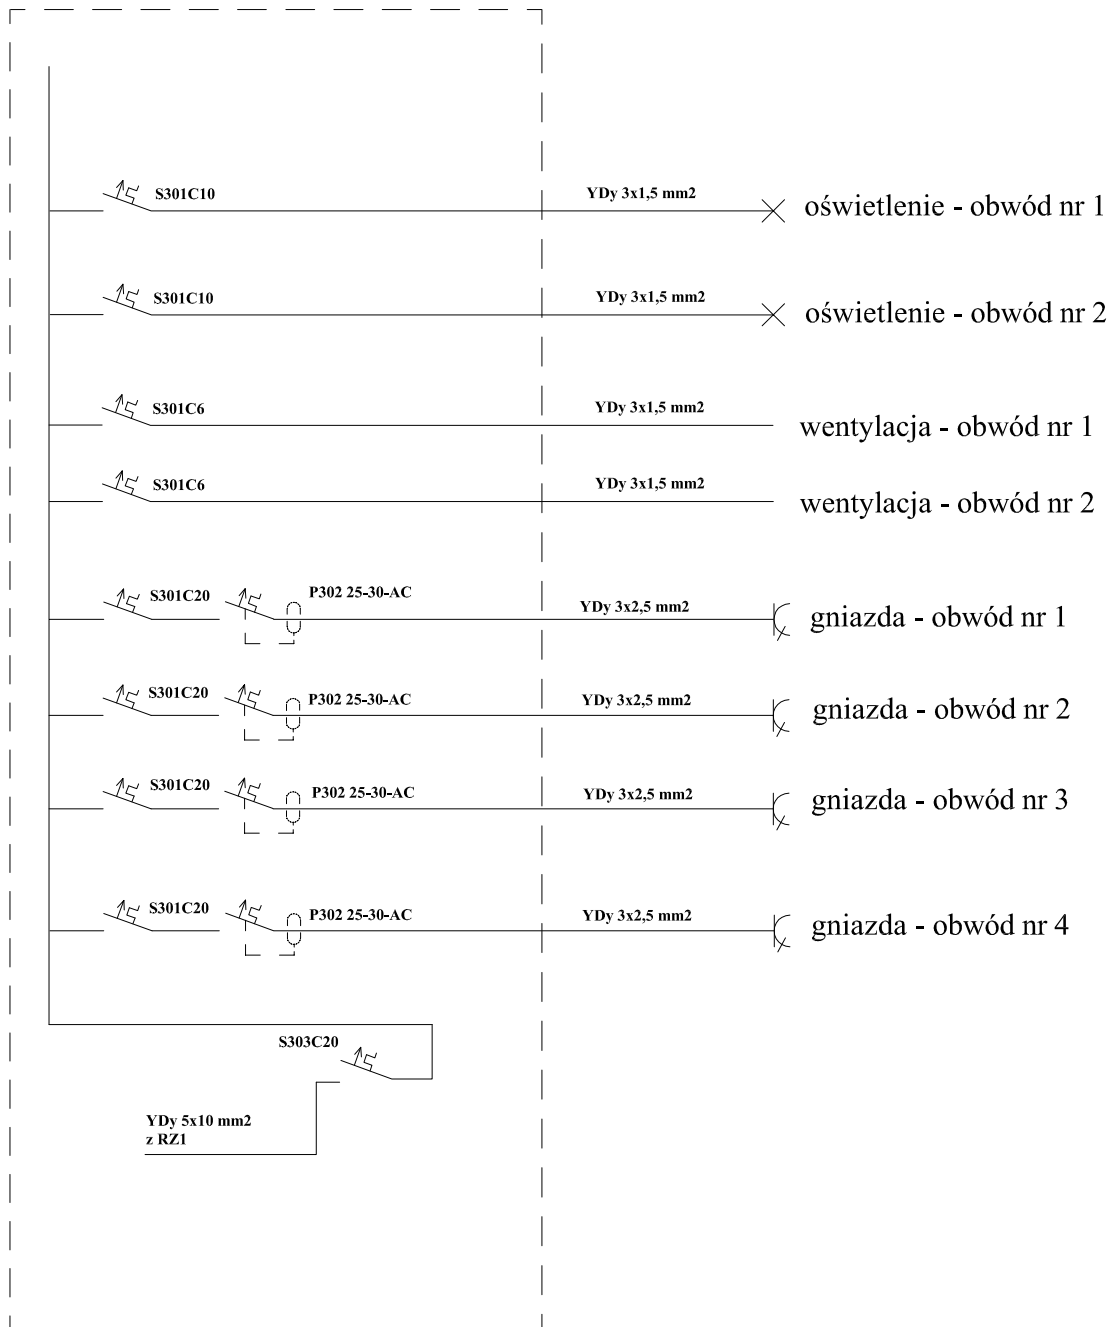 S301C10
YDy 3x1,5 mm2
oświetlenie - obwód nr 1
S301C10
YDy 3x1,5 mm2
oświetlenie - obwód nr 2
S301C6
YDy 3x1,5 mm2
wentylacja - obwód nr 1
S301C6
YDy 3x1,5 mm2
wentylacja - obwód nr 2
S301C20
P302 25-30-AC
YDy 3x2,5 mm2
gniazda - obwód nr 1
S301C20
P302 25-30-AC
YDy 3x2,5 mm2
gniazda - obwód nr 2
S301C20
P302 25-30-AC
YDy 3x2,5 mm2
gniazda - obwód nr 3
S301C20
P302 25-30-AC
YDy 3x2,5 mm2
gniazda - obwód nr 4
S303C20
YDy 5x10 mm2
z RZ1